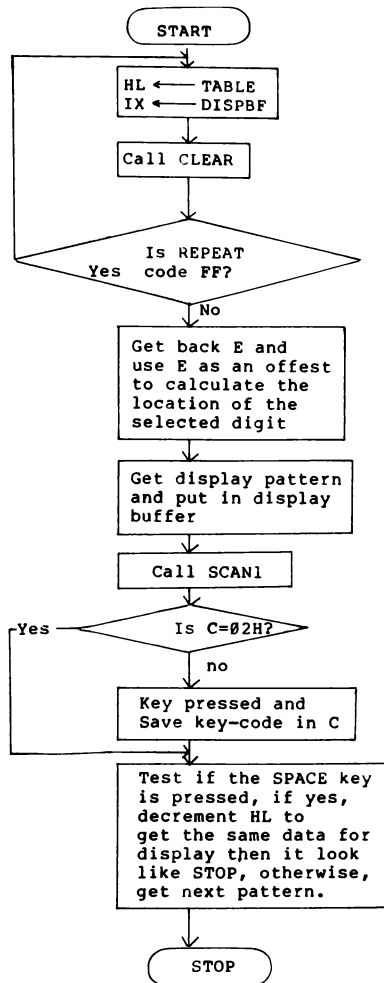 START
HL ← TABLE
IX ← DISPBF
Call CLEAR
Is REPEAT
Yes code FF?
No
Get back E and
use E as an offest
to calculate the
location of the
selected digit
Get display pattern
and put in display
buffer
Call SCAN1
Yes
Is C=02H?
no
Key pressed and
Save key-code in C
Test if the SPACE key
is pressed, if yes,
decrement HL to
get the same data for
display then it look
like STOP, otherwise,
get next pattern.
STOP